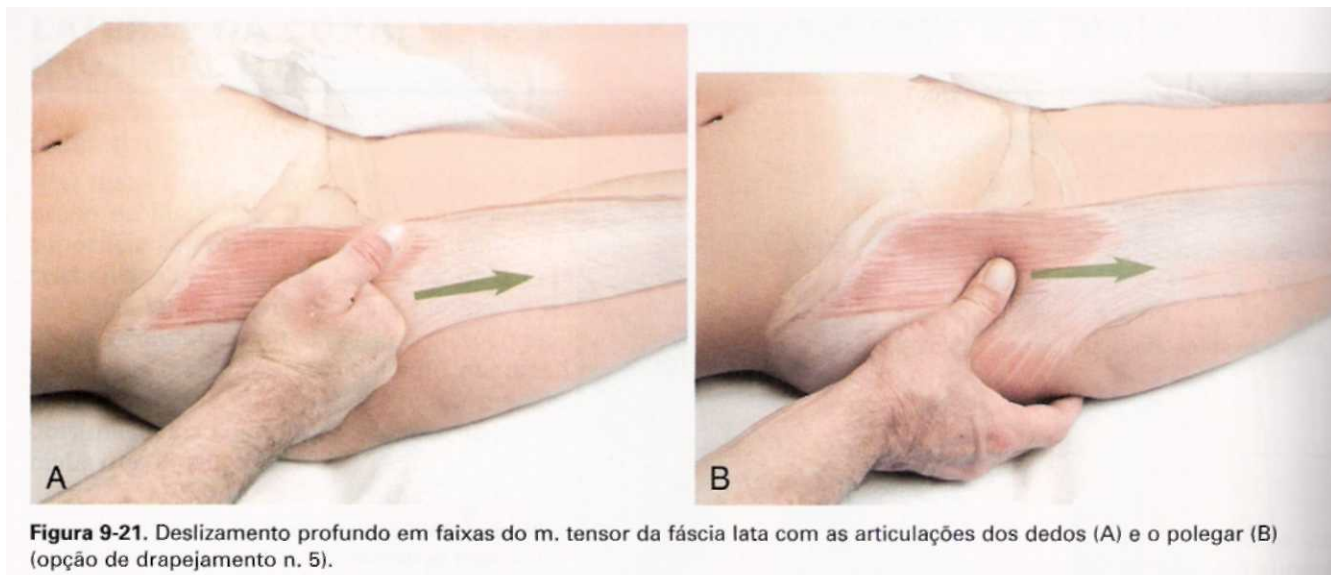 A
B
Figura 9-21. Deslizamento profundo em faixas do m. tensor da fáscia lata com as articulações dos dedos (A) e o polegar (B)
(opção de drapejamento n. 5).